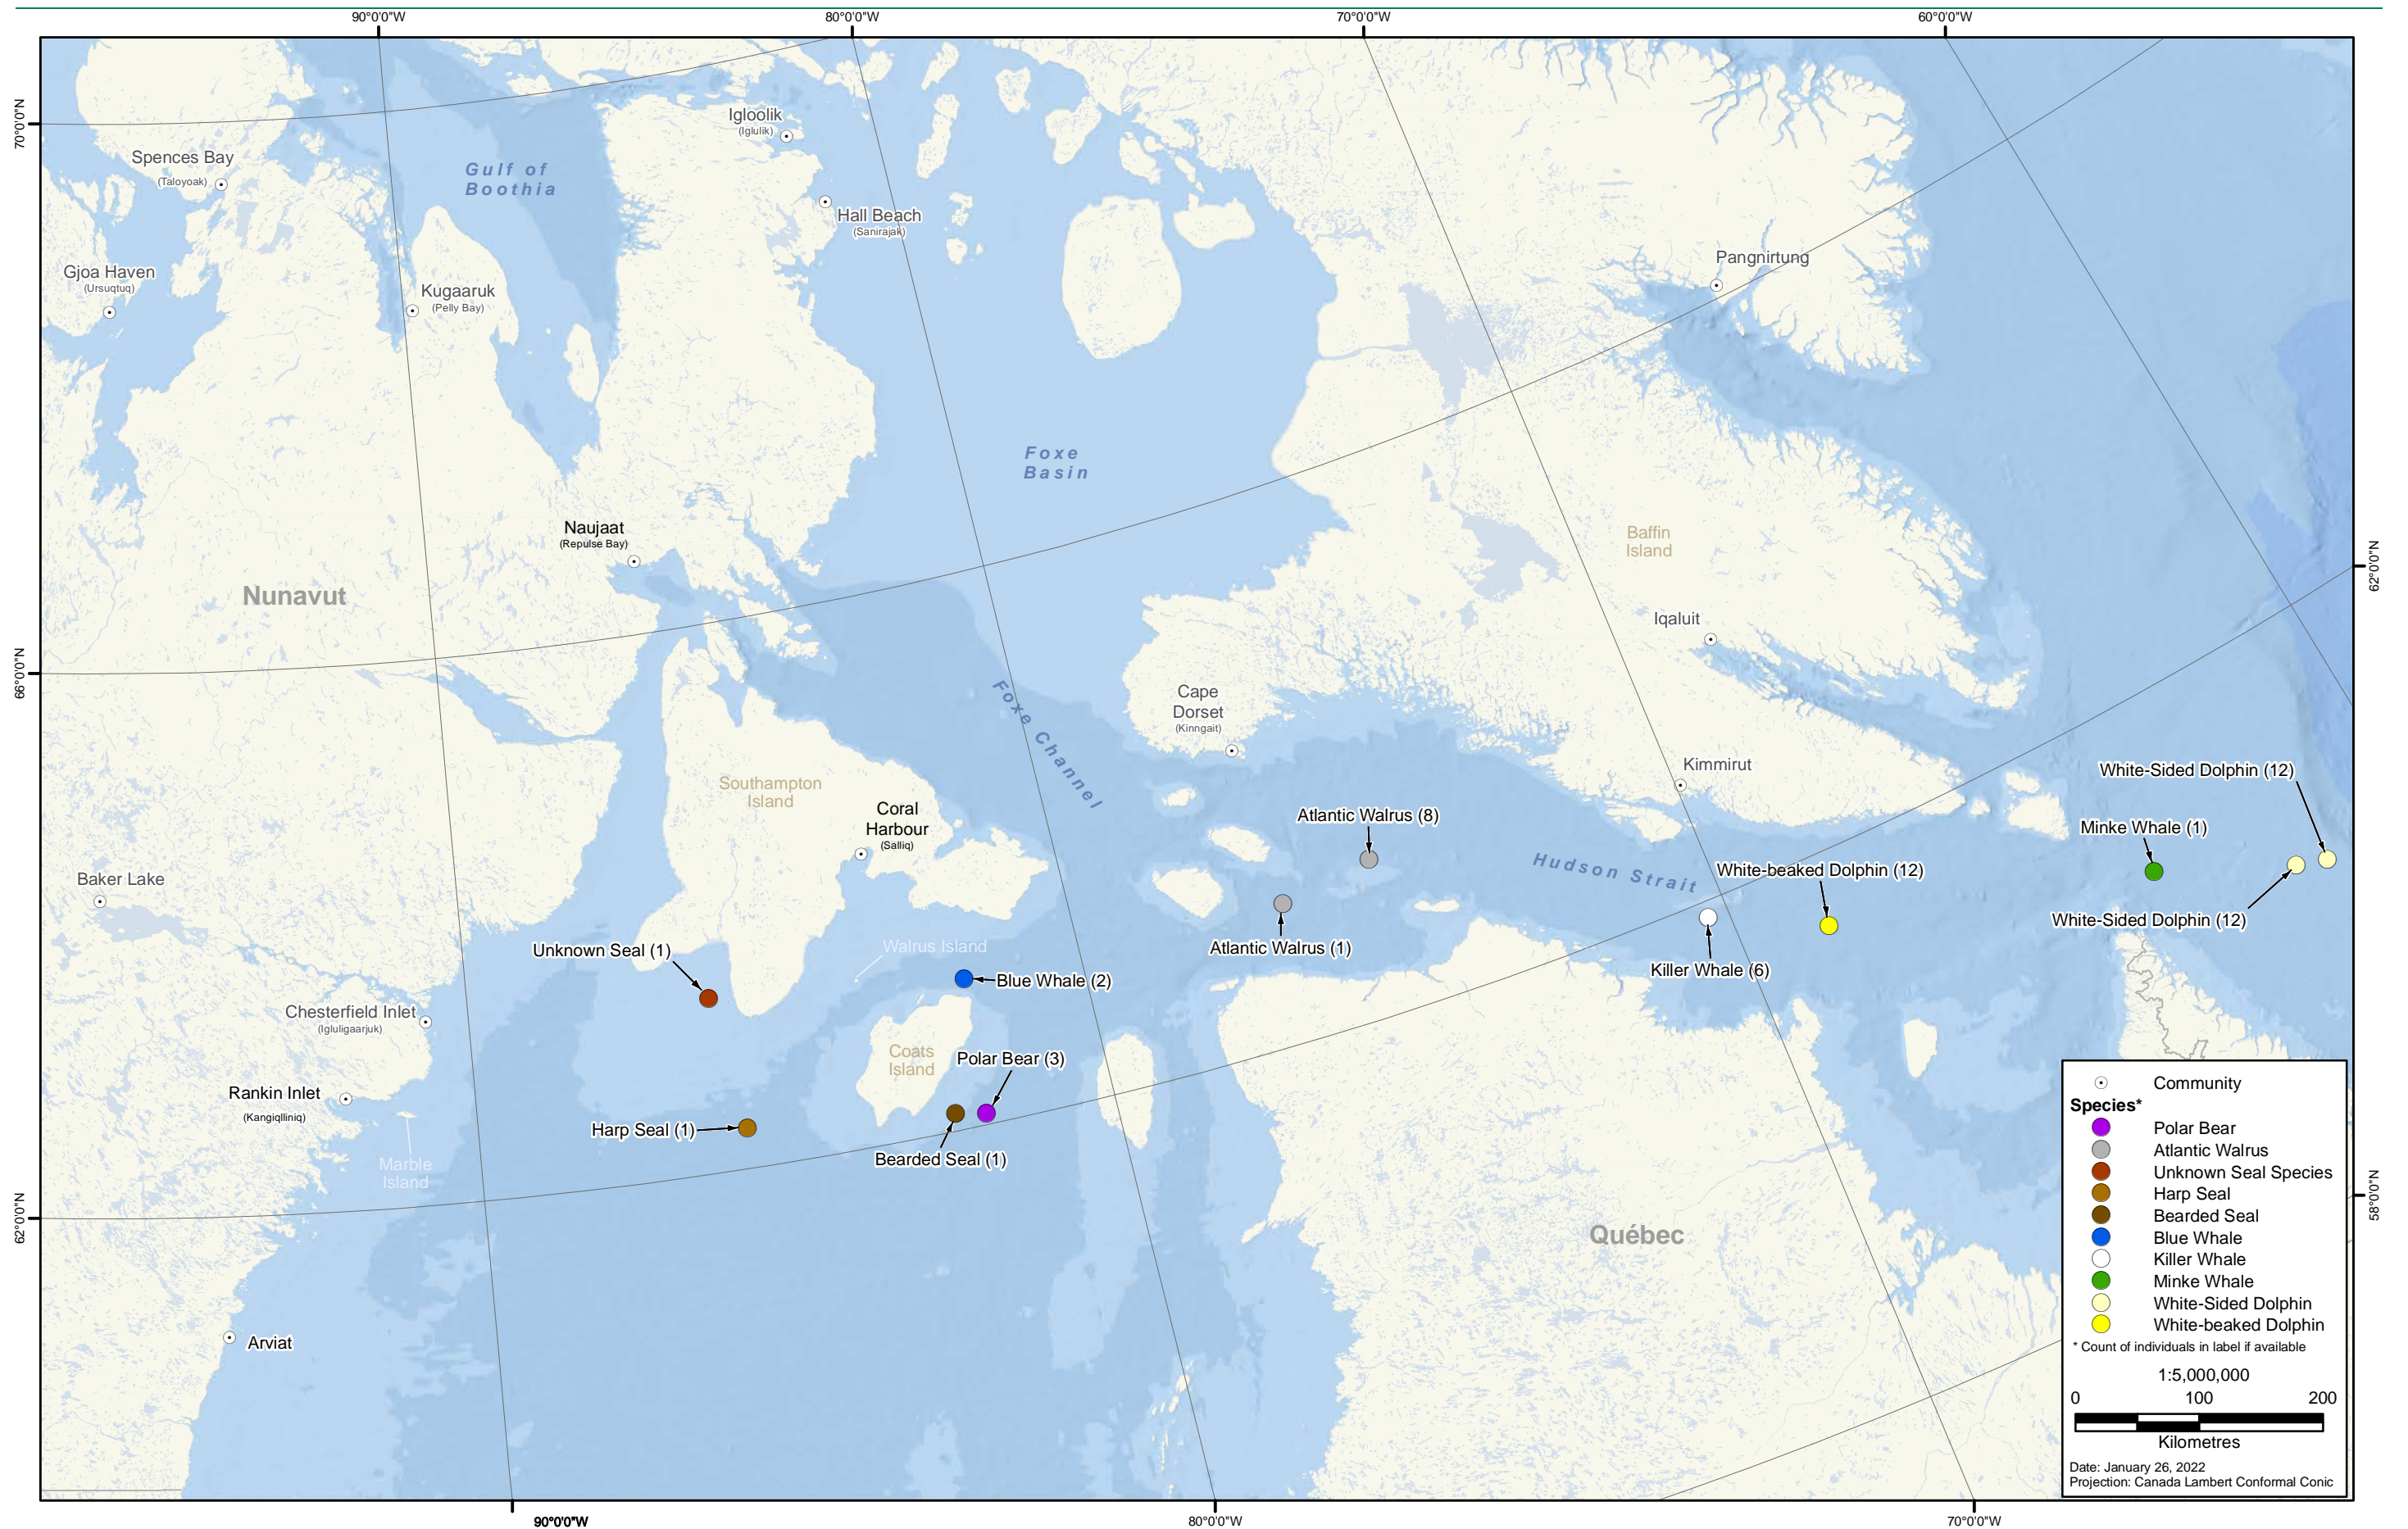 90°0'0"W
80°0'0"W
70°0'0"W
60°0'0"W
70°0'0"N
66°0'0"N
62°0'0"N
62°0'0"N
58°0'0"N
Igloolik
(Iglulik)
Spences Bay
(Taloyoak)
Gulf of
Boothia
Hall Beach
(Sanirajak)
Gjoa Haven
(Ursuqtuq)
Kugaaruk
(Pelly Bay)
Pangnirtung
Foxe
Basin
Naujaat
(Repulse Bay)
Baffin
Island
Nunavut
Iqaluit
Foxe Channel
Cape
Dorset
(Kinngait)
Kimmirut
Southampton
Island
Coral
Harbour
(Salliq)
White-Sided Dolphin (12)
Atlantic Walrus (8)
Minke Whale (1)
Hudson Strait
White-beaked Dolphin (12)
Baker Lake
White-Sided Dolphin (12)
Unknown Seal (1)
Walrus Island
Atlantic Walrus (1)
Killer Whale (6)
Blue Whale (2)
Chesterfield Inlet
(Igluligaarjuk)
Coats
Island
Polar Bear (3)
Rankin Inlet
(Kangiqlliniq)
Harp Seal (1)
Bearded Seal (1)
Marble
Island
Québec
Arviat
Community
Species*
Polar Bear
Atlantic Walrus
Unknown Seal Species
Harp Seal
Bearded Seal
Blue Whale
Killer Whale
Minke Whale
White-Sided Dolphin
White-beaked Dolphin
* Count of individuals in label if available
1:5,000,000
0 100 200
Kilometres
Date: January 26, 2022
Projection: Canada Lambert Conformal Conic
90°0'0"W
80°0'0"W
70°0'0"W